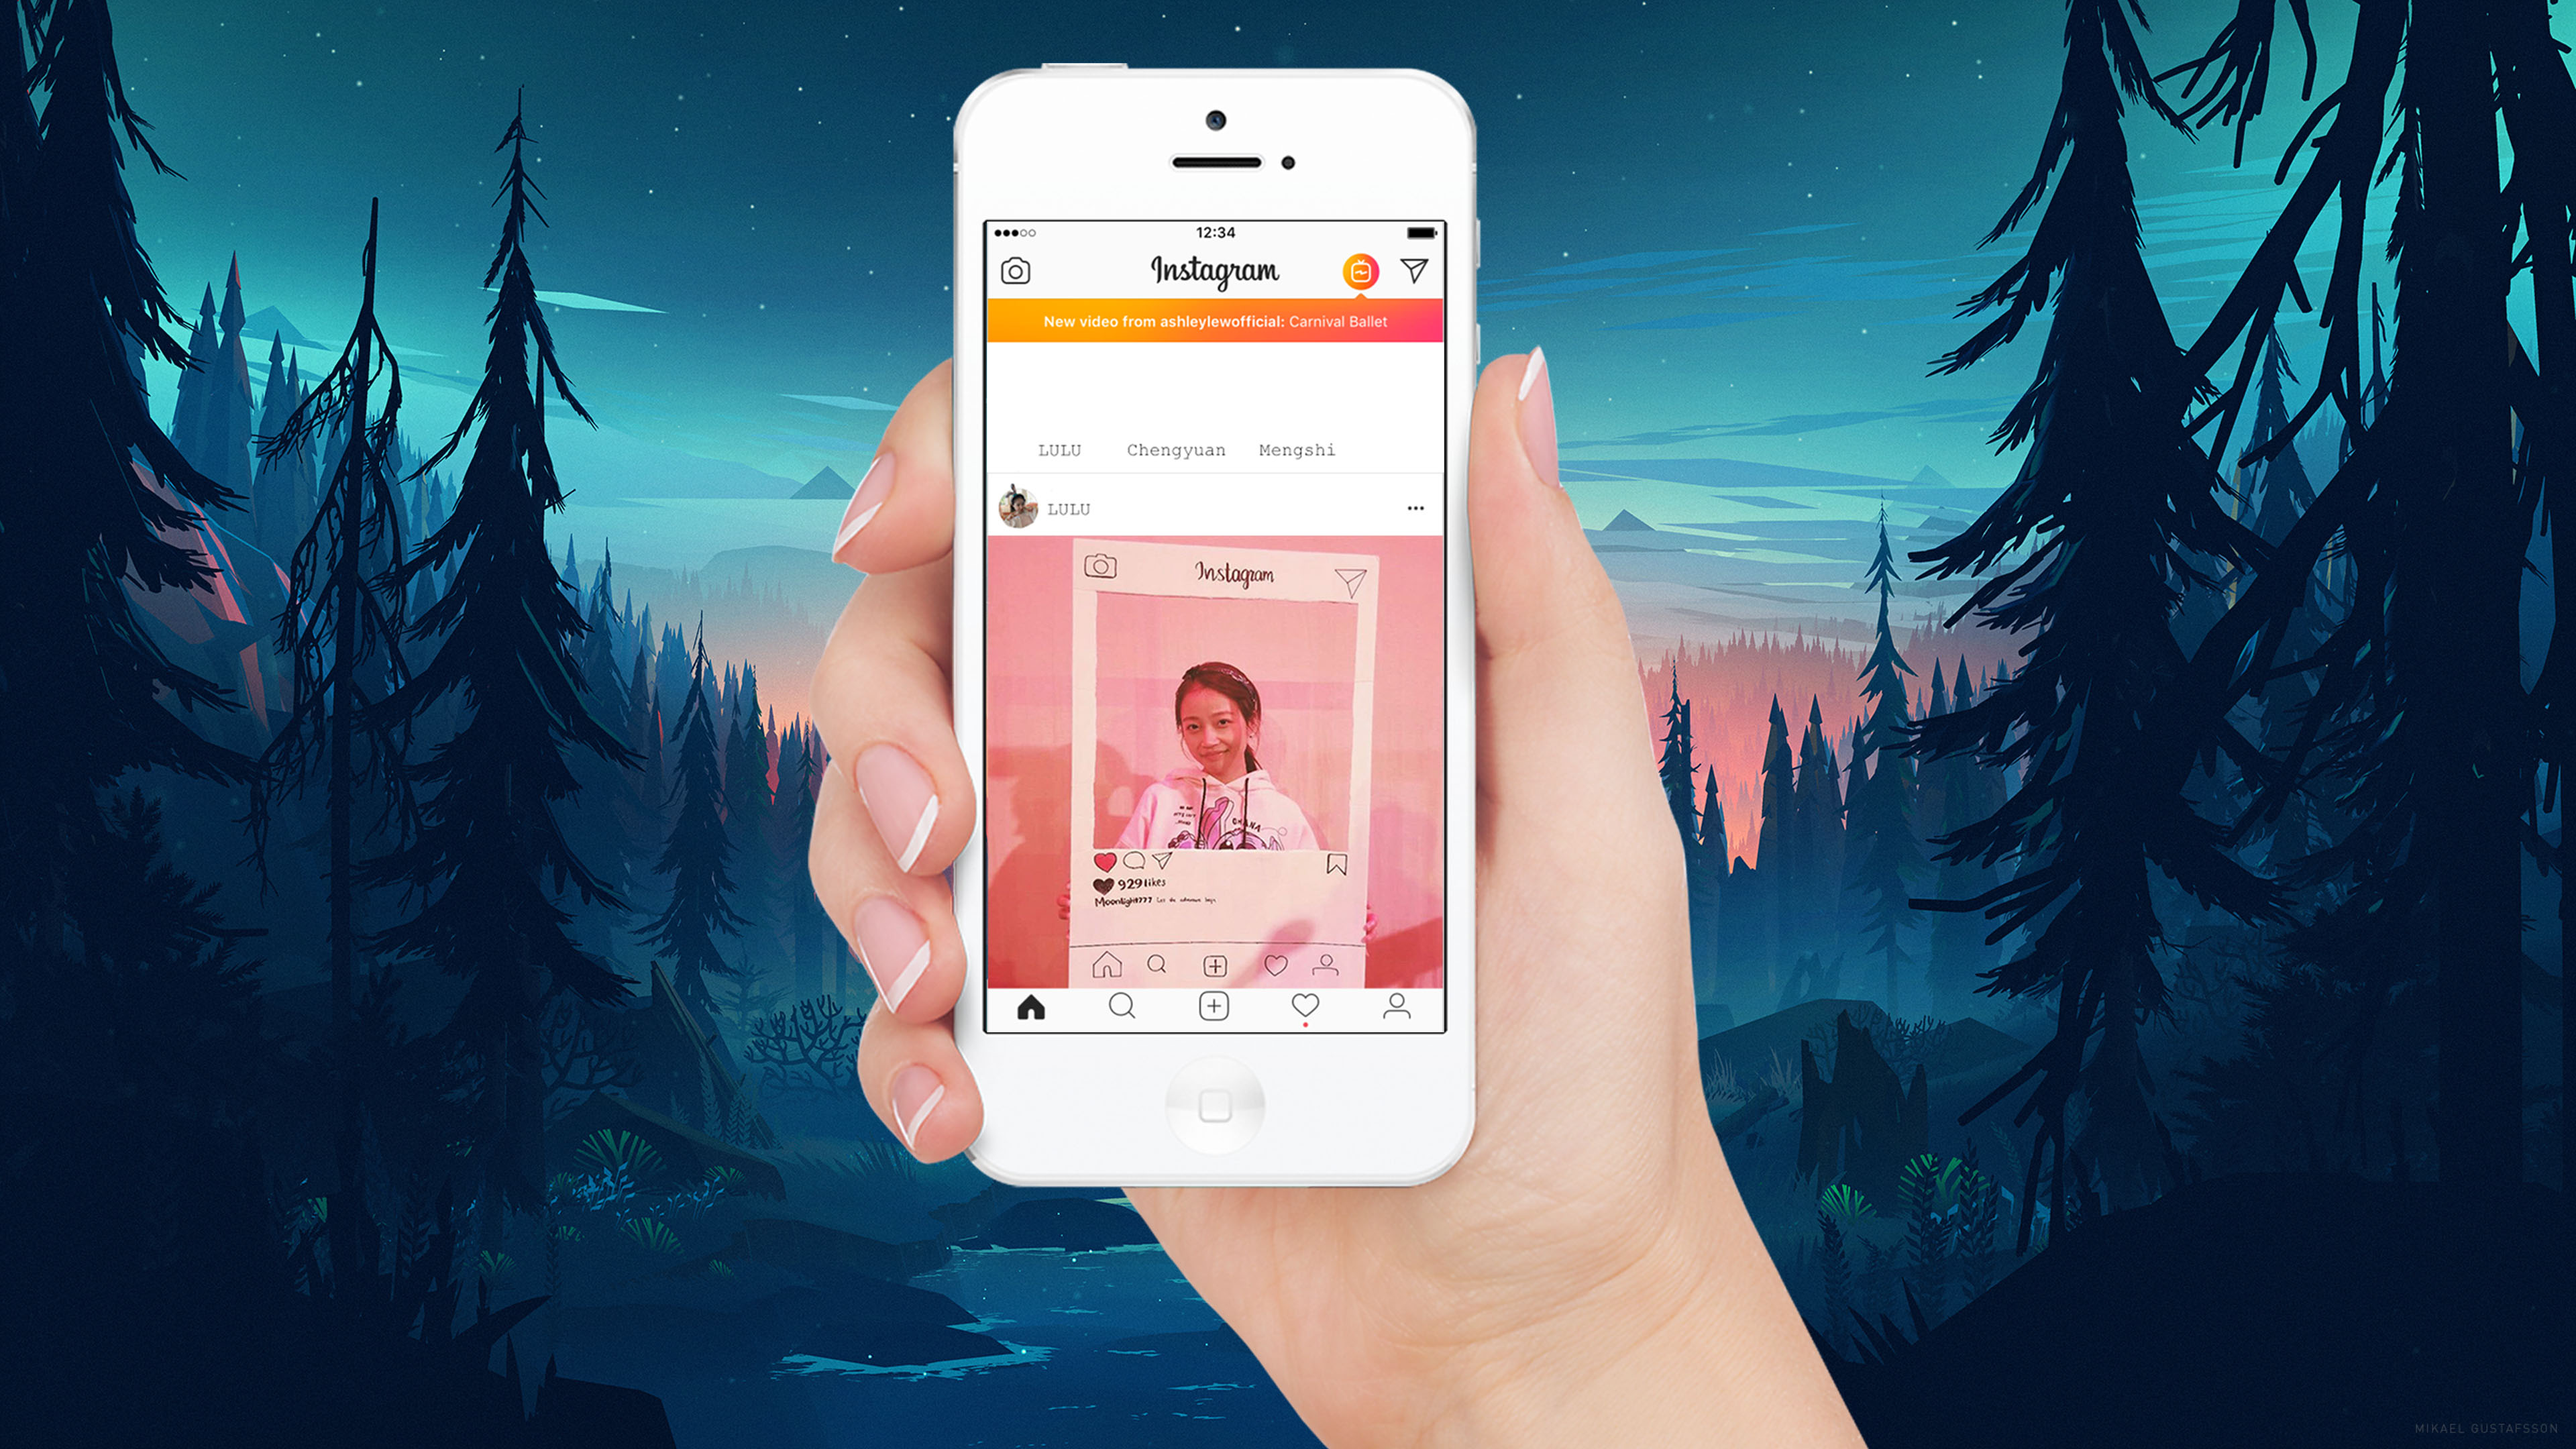 12:34
Instagram
New video from ashleylewofficial: Carnival Ballet
LULU Chengyuan Mengshi
LULU
Instagram
OHANA
929 likes
Moonlight777
MIKAEL GUSTAFSSON